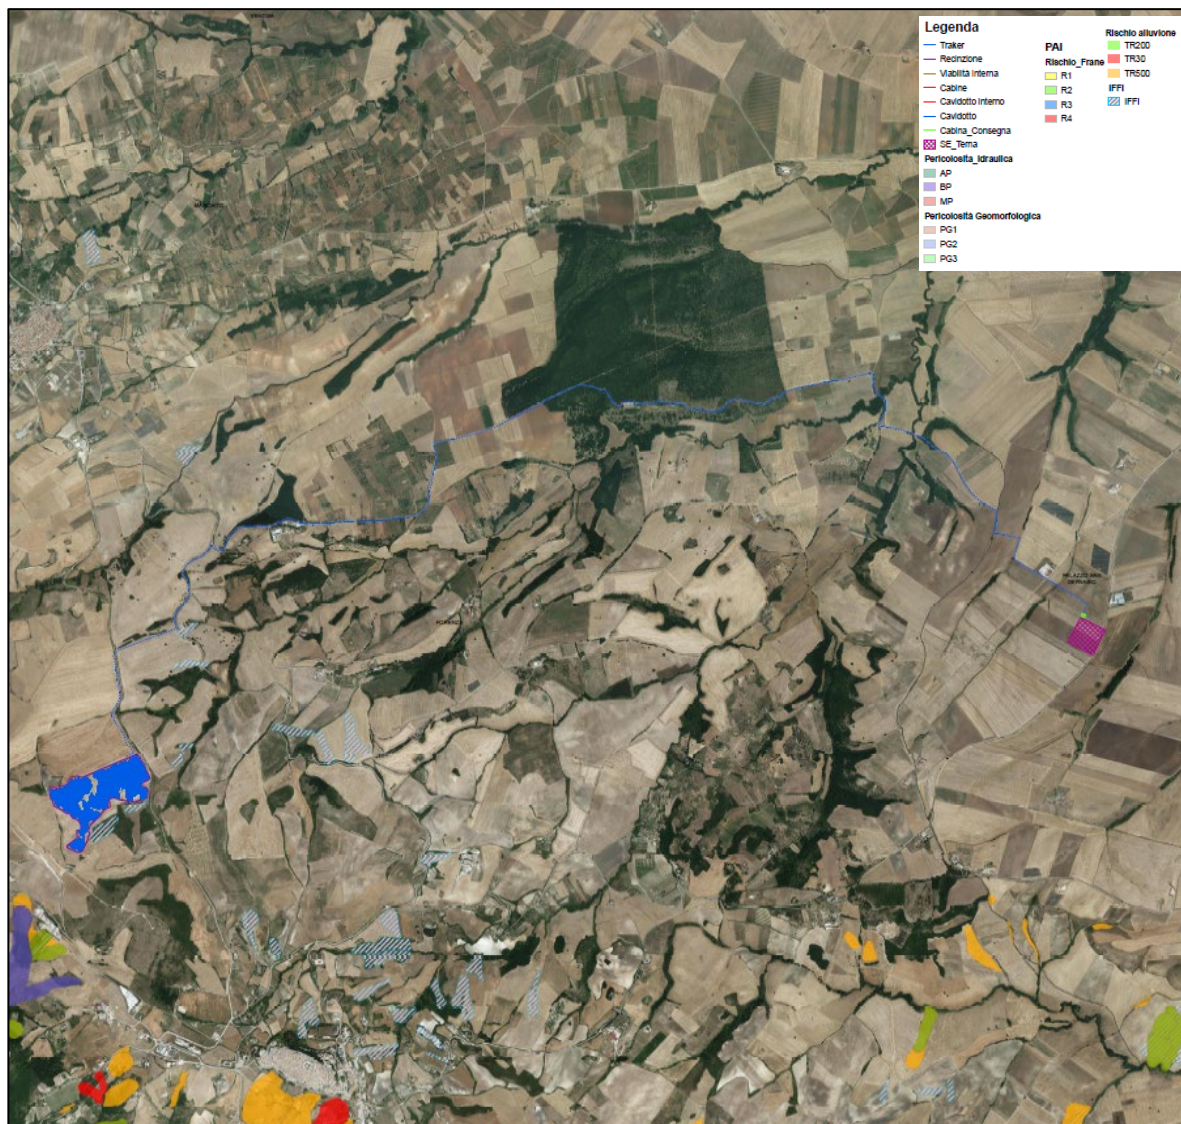 Legenda
Traker
Recinzione
Viabilità Interna
Cabine
Cavidotto Interno
Cavidotto
Cabina_Consegna
SE_Terna
Pericolosita_Idraulica
AP
BP
MP
Pericolosità Geomorfologica
PG1
PG2
PG3
PAI
Rischio_Frane
R1
R2
R3
R4
Rischio alluvione
TR200
TR30
TR500
IFFI
IFFI